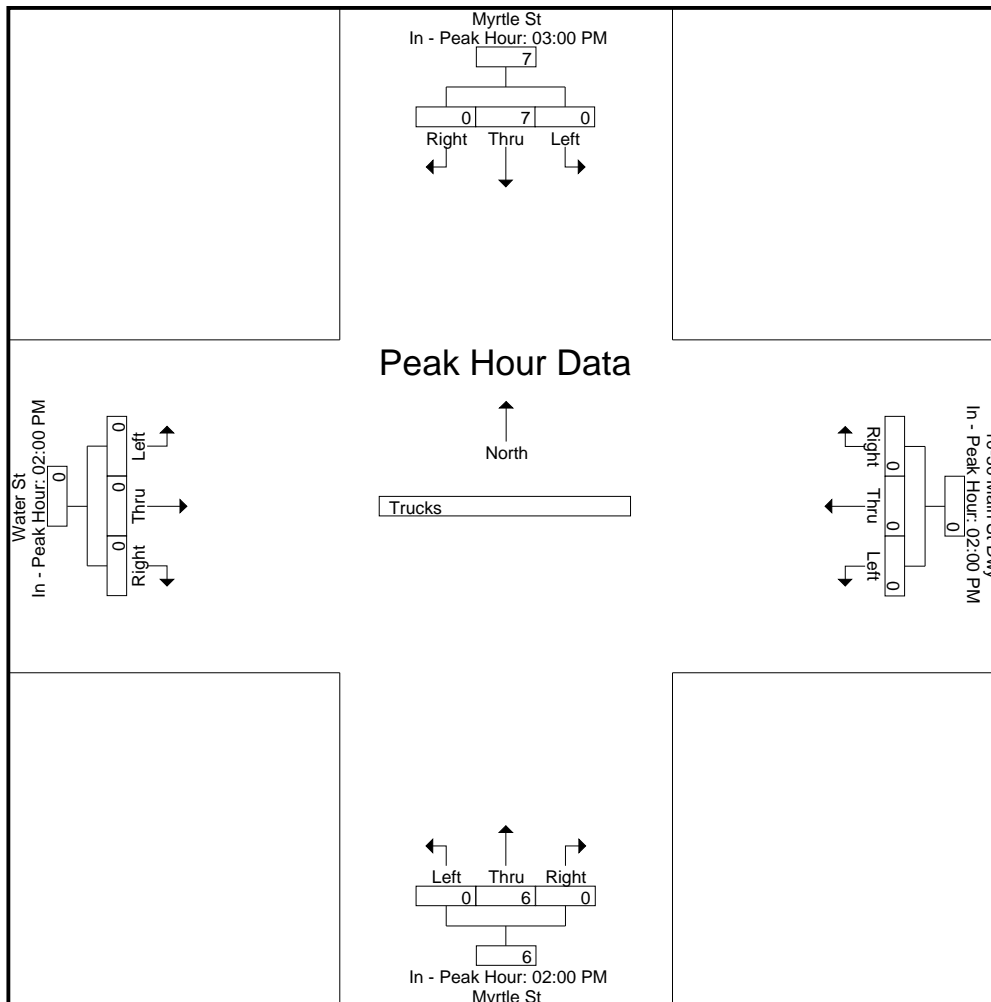 Myrtle St
In - Peak Hour: 03:00 PM
7
0 7 0
Right Thru Left
Peak Hour Data
North
Trucks
Water St
In - Peak Hour: 02:00 PM
0
0 0 0
Left Thru Right
Main St Dwy
In - Peak Hour: 02:00 PM
0
0 0 0
Right Thru Left
Left Thru Right
0 6 0
6
In - Peak Hour: 02:00 PM
Myrtle St